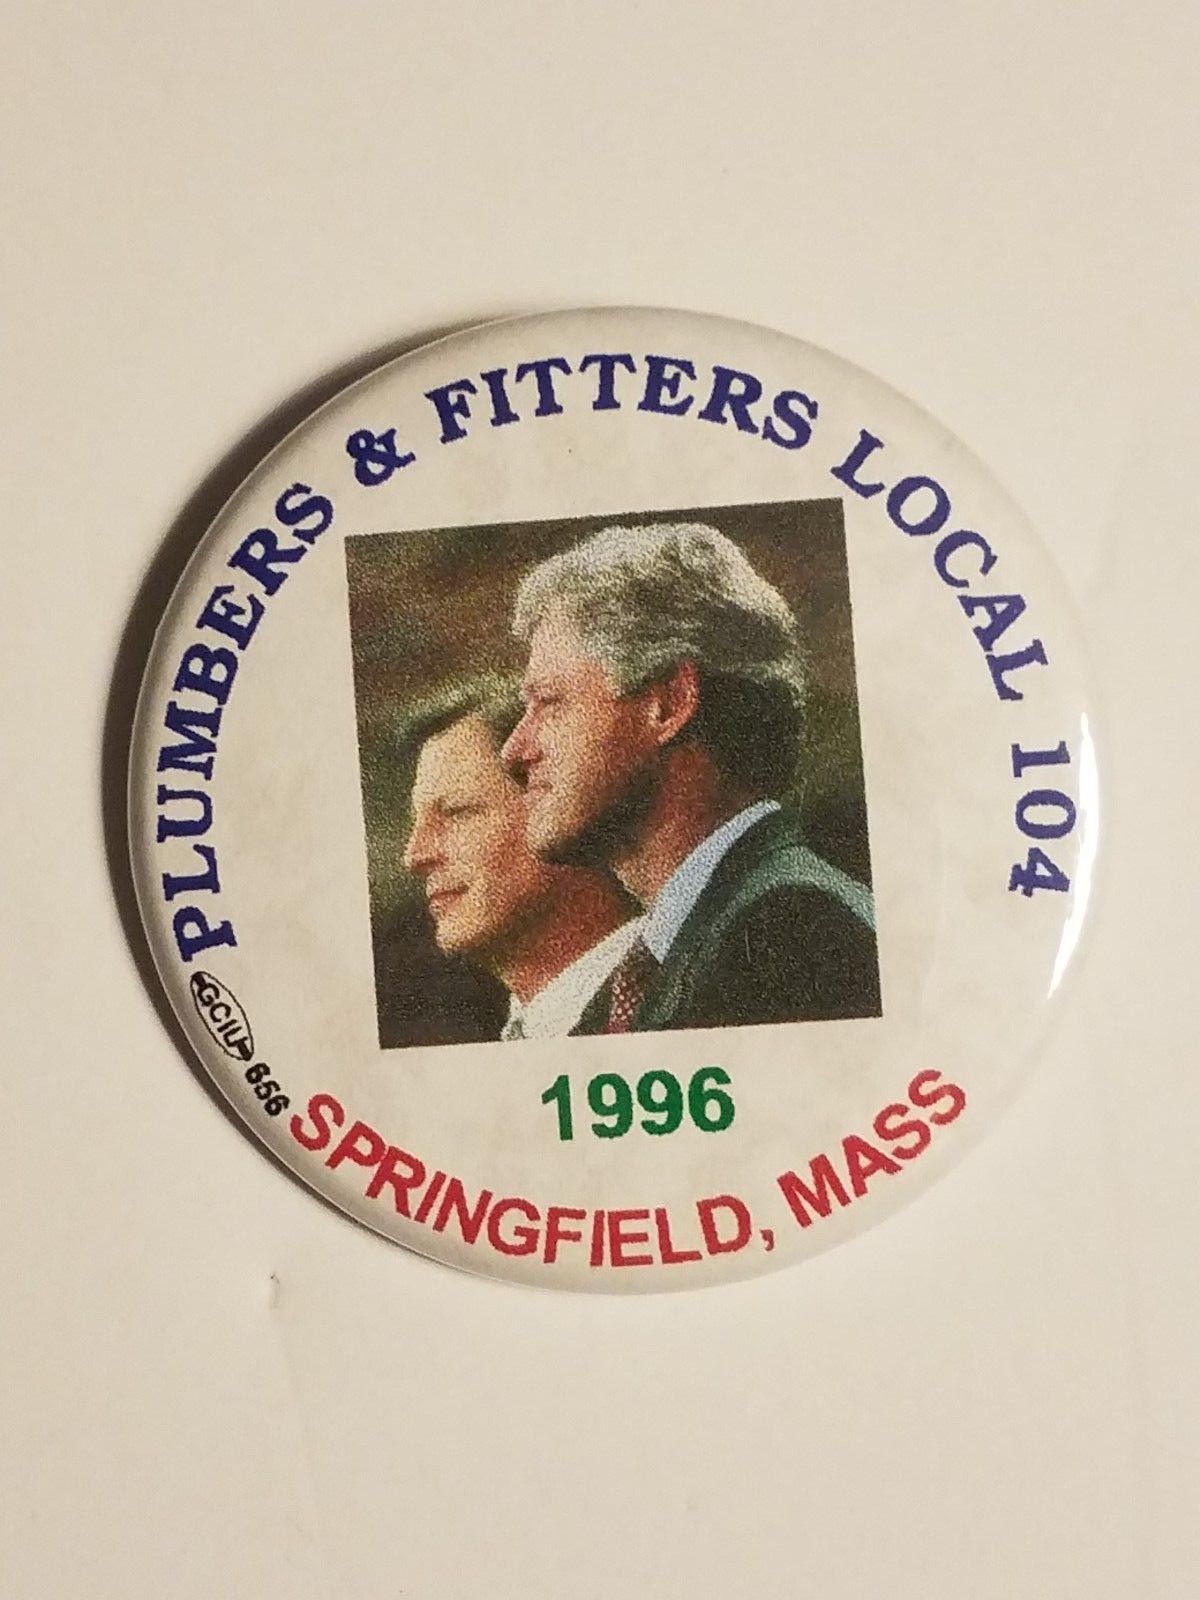 PLUMBERS & FITTERS LOCAL 104
1996
SPRINGFIELD, MASS
GCIU 656